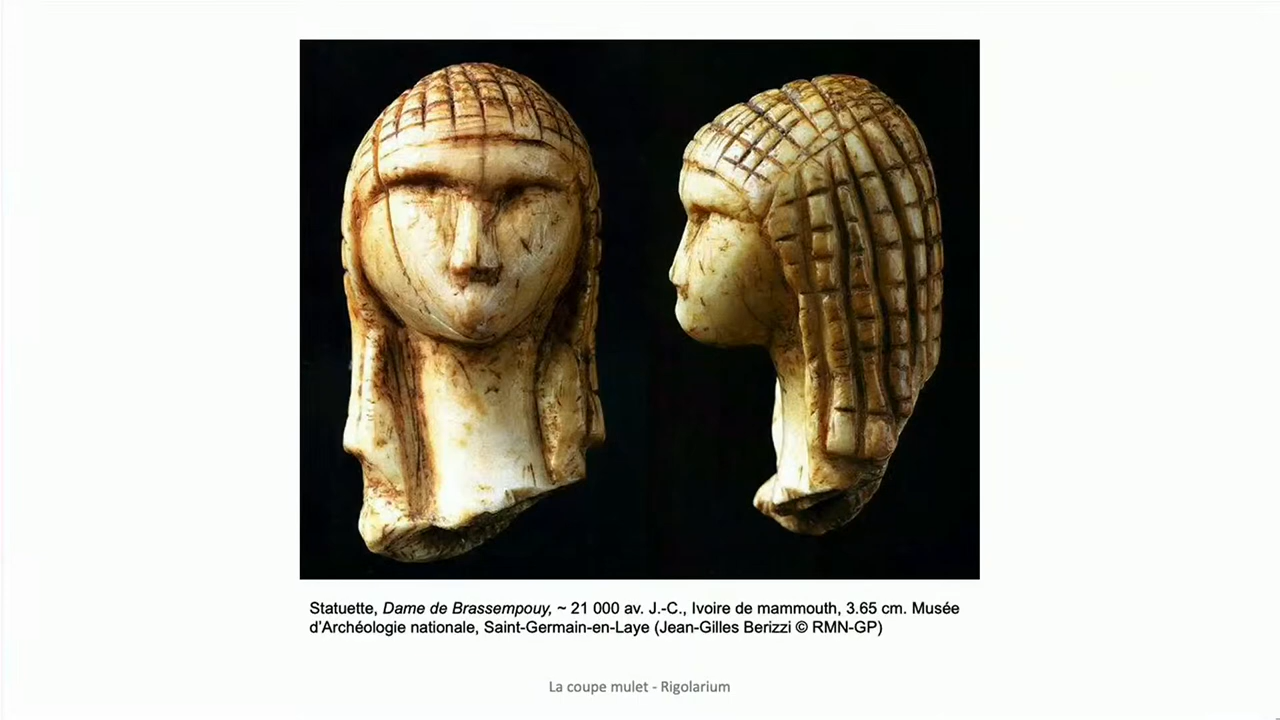 Statuette, Dame de Brassempouy, ~ 21 000 av. J.-C., Ivoire de mammouth, 3.65 cm. Musée
d'Archéologie nationale, Saint-Germain-en-Laye (Jean-Gilles Berizzi © RMN-GP)
La coupe mulet - Rigolarium